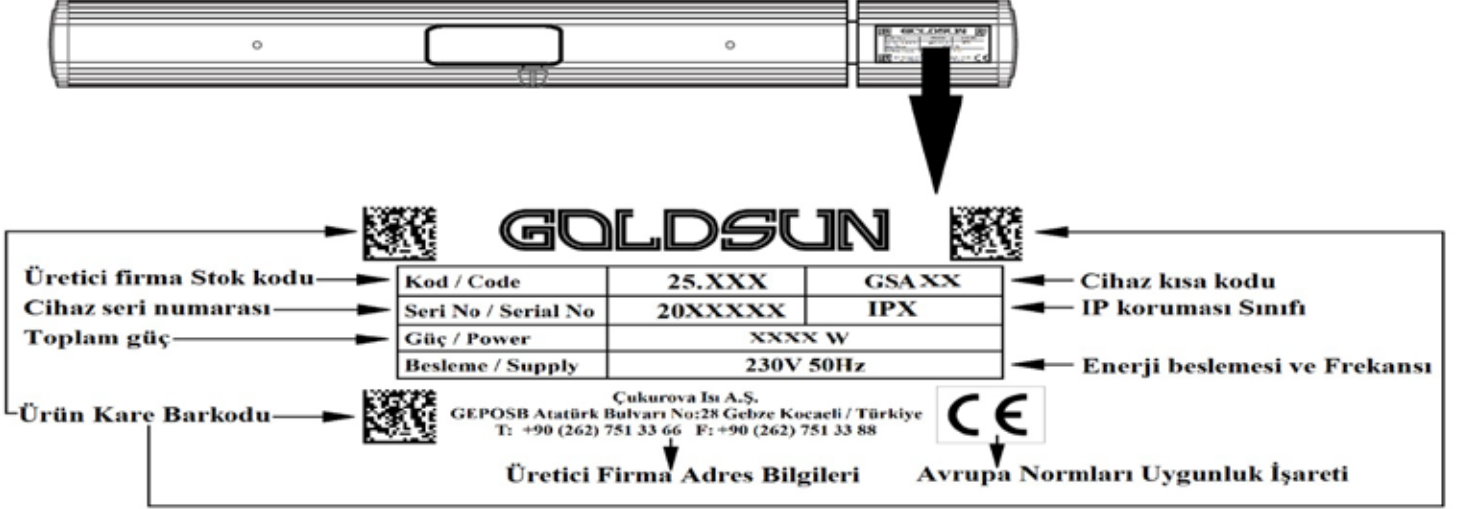 GOLDSUN
GOLDSUN
Üretici firma Stok kodu
Kod / Code 25.XXX GSA XX
Cihaz kısa kodu
Cihaz seri numarası
Seri No / Serial No 20XXXXX IPX
IP koruması Sınıfı
Toplam güç
Güç / Power XXXX W
Besleme / Supply 230V 50Hz
Enerji beslemesi ve Frekansı
Ürün Kare Barkodu
Çukurova Isı A.Ş.
GEPOSB Atatürk Bulvarı No:28 Gebze Kocaeli / Türkiye
T: +90 (262) 751 33 66 F: +90 (262) 751 33 88
CE
Üretici Firma Adres Bilgileri
Avrupa Normları Uygunluk İşareti